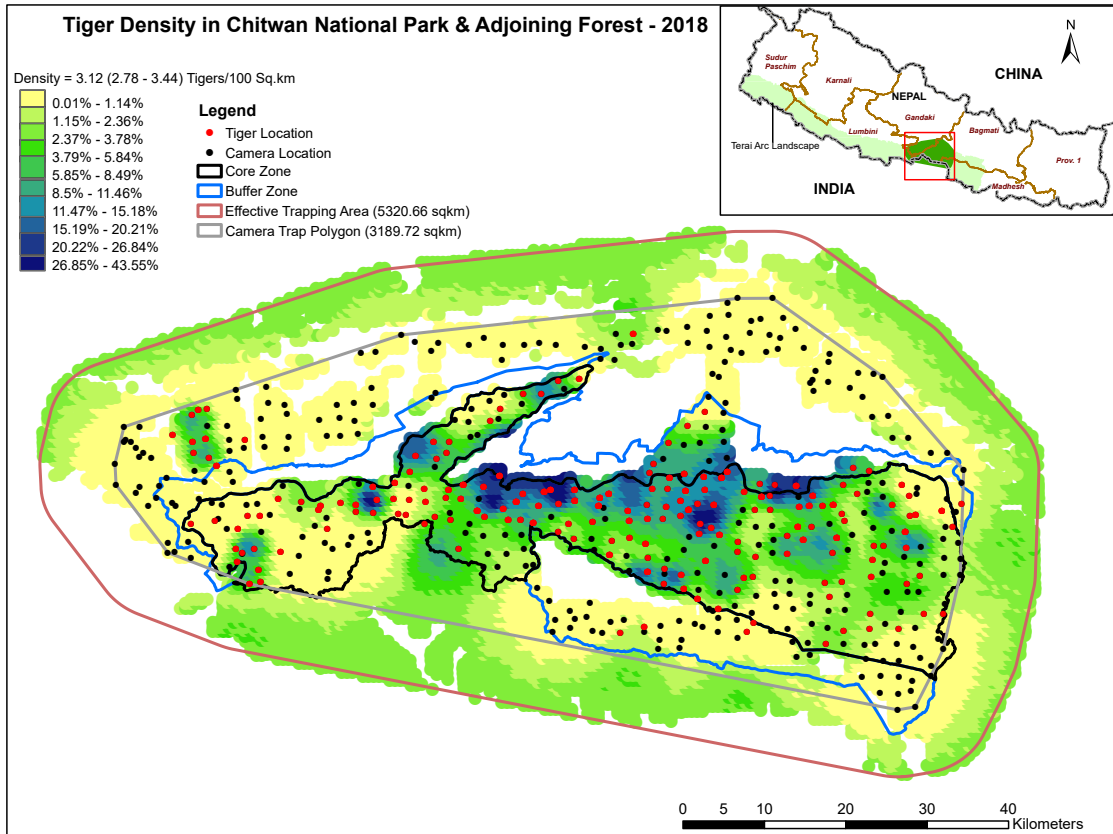 Tiger Density in Chitwan National Park & Adjoining Forest - 2018
Density = 3.12 (2.78 - 3.44) Tigers/100 Sq.km
0.01% - 1.14%
1.15% - 2.36%
2.37% - 3.78%
3.79% - 5.84%
5.85% - 8.49%
8.5% - 11.46%
11.47% - 15.18%
15.19% - 20.21%
20.22% - 26.84%
26.85% - 43.55%
Legend
Tiger Location
Camera Location
Core Zone
Buffer Zone
Effective Trapping Area (5320.66 sqkm)
Camera Trap Polygon (3189.72 sqkm)
N
Sudur
Paschim
Karnali
CHINA
NEPAL
Gandaki
Lumbini
Bagmati
Terai Arc Landscape
Prov. 1
INDIA
Madhesh
0 5 10 20 30 40
Kilometers